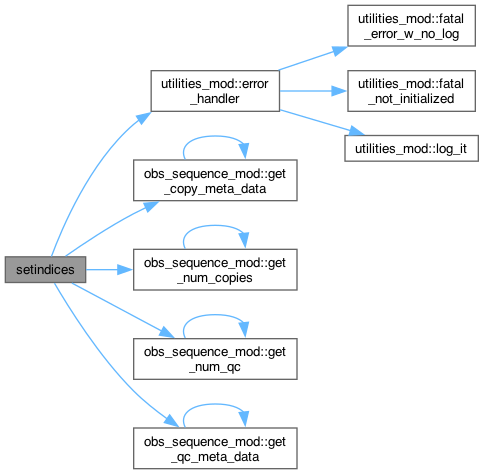 utilities_mod::fatal
_error_w_no_log
utilities_mod::error
_handler
utilities_mod::fatal
_not_initialized
utilities_mod::log_it
obs_sequence_mod::get
_copy_meta_data
setindices
obs_sequence_mod::get
_num_copies
obs_sequence_mod::get
_num_qc
obs_sequence_mod::get
_qc_meta_data